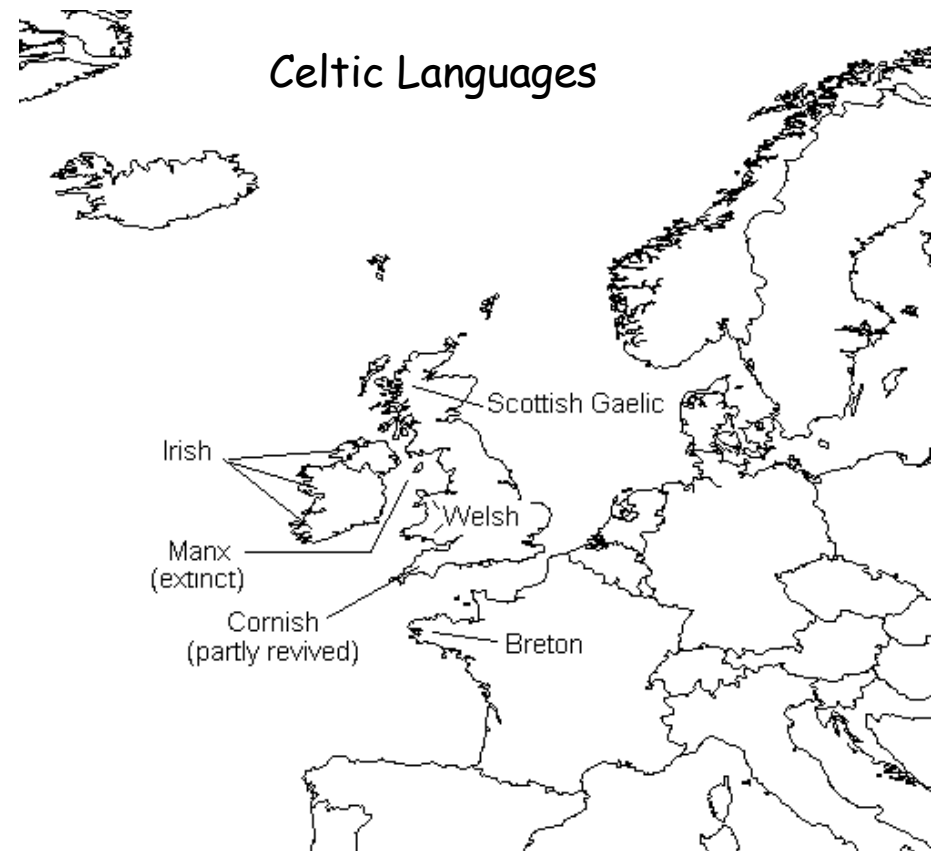 Celtic Languages
Scottish Gaelic
Irish
Welsh
Manx
(extinct)
Cornish
(partly revived)
Breton